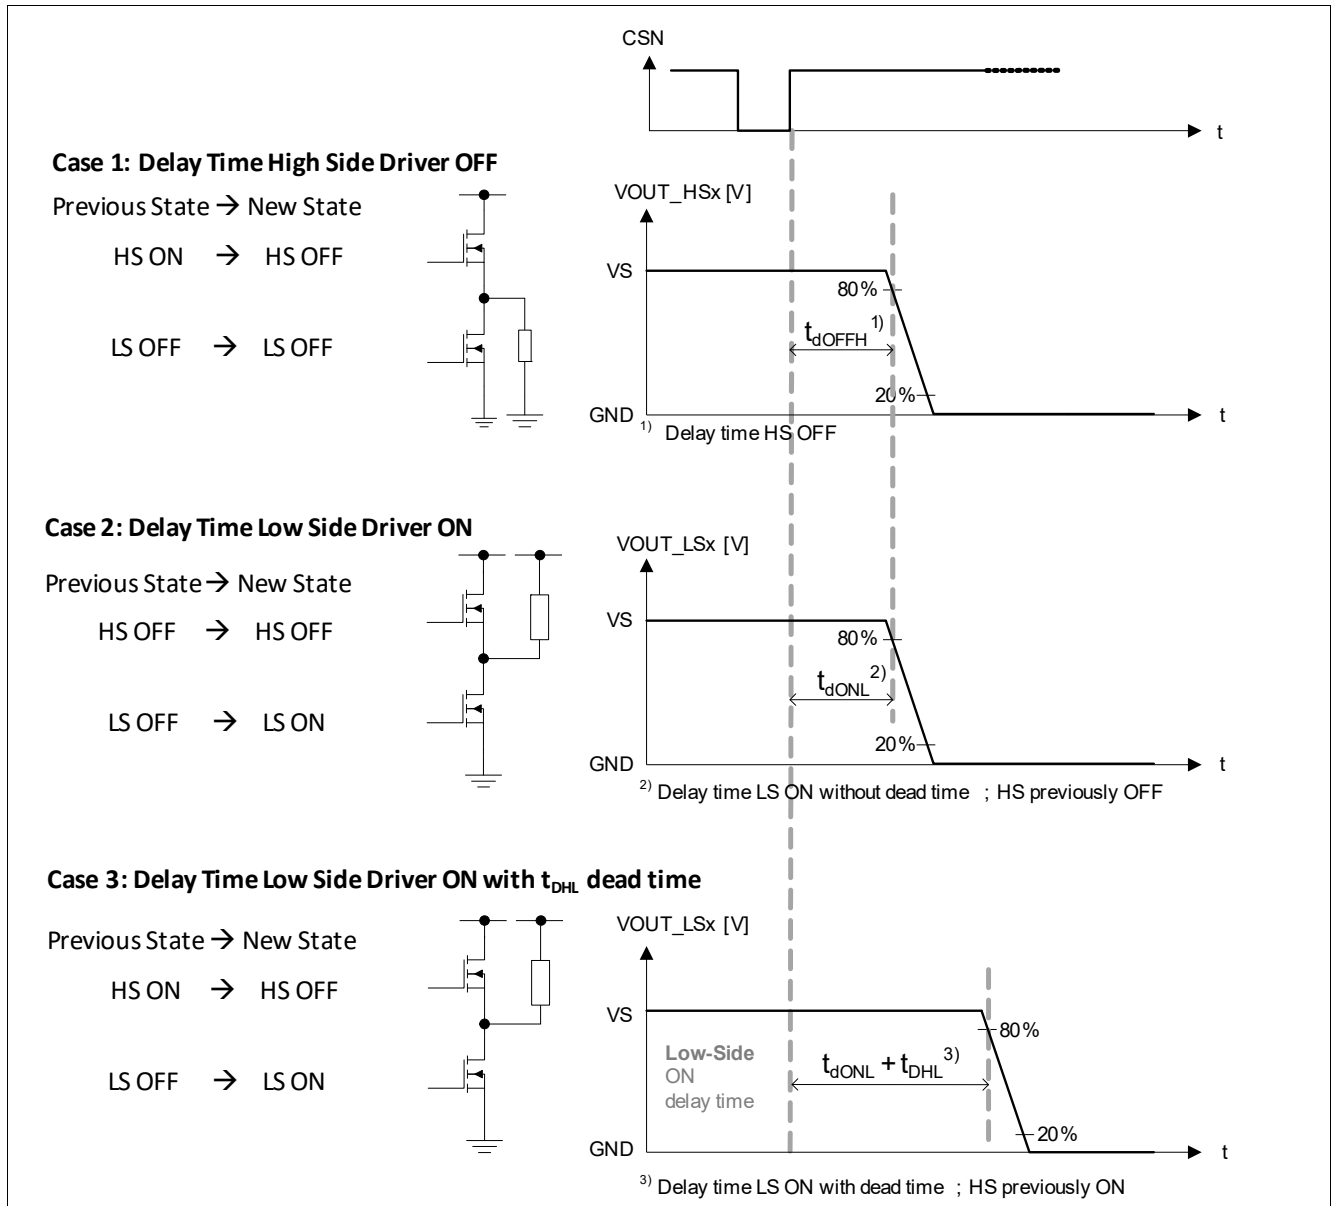 CSN
t
Case 1: Delay Time High Side Driver OFF
Previous State → New State
HS ON → HS OFF
LS OFF → LS OFF
VOUT_HSx [V]
VS
80%
tdOFFH 1)
20%
GND
t
1) Delay time HS OFF
Case 2: Delay Time Low Side Driver ON
Previous State → New State
HS OFF → HS OFF
LS OFF → LS ON
VOUT_LSx [V]
VS
80%
tdONL 2)
20%
GND
t
2) Delay time LS ON without dead time ; HS previously OFF
Case 3: Delay Time Low Side Driver ON with tDHL dead time
Previous State → New State
HS ON → HS OFF
LS OFF → LS ON
VOUT_LSx [V]
VS
80%
Low-Side
ON
delay time
tdONL + tDHL 3)
20%
GND
t
3) Delay time LS ON with dead time ; HS previously ON